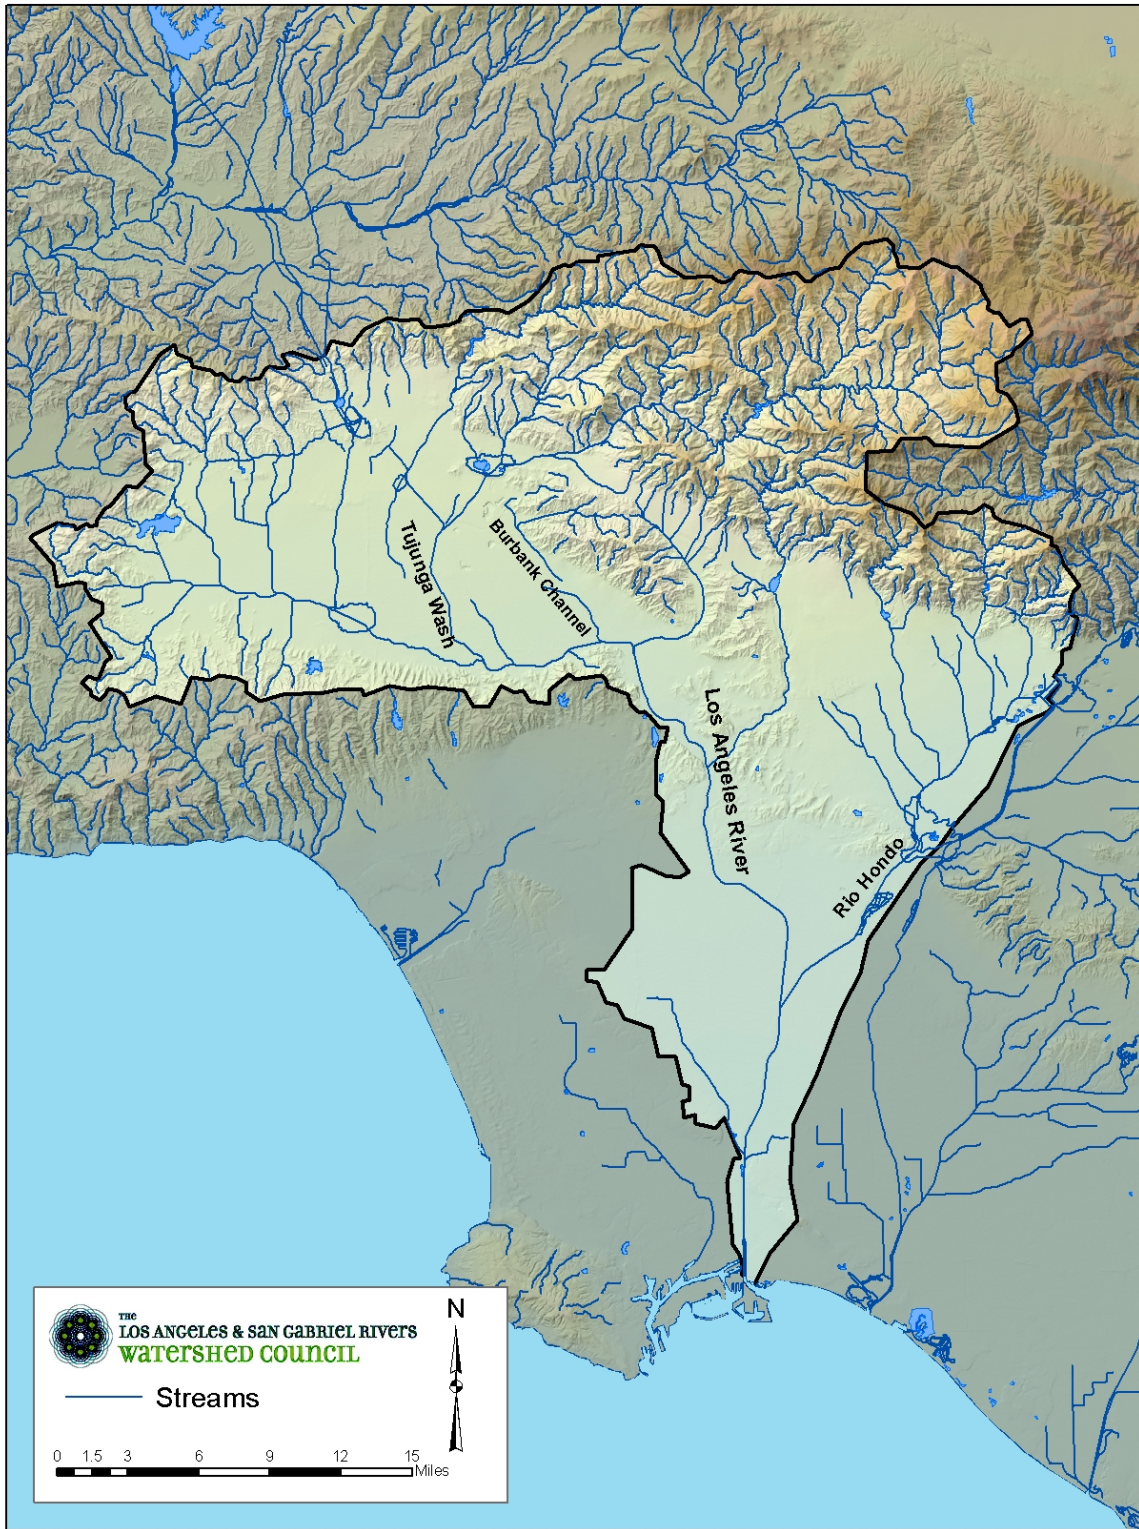 Tujunga Wash
Burbank Channel
Los Angeles River
Rio Hondo
THE
LOS ANGELES & SAN GABRIEL RIVERS
WATERSHED COUNCIL
N
Streams
0 1.5 3 6 9 12 15
Miles